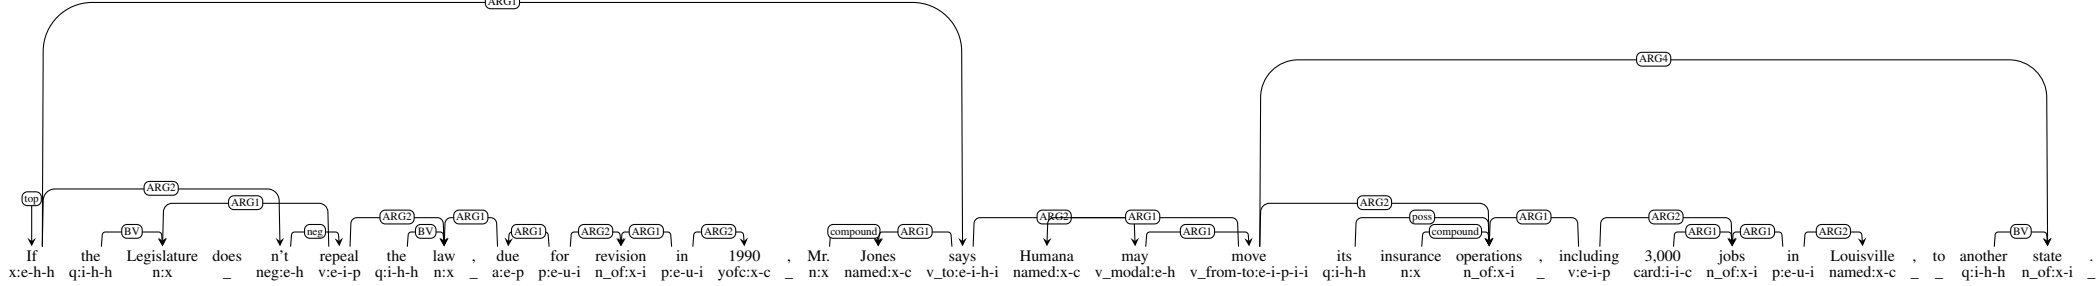 ARG1
ARG4
top ARG2
ARG1 ARG2
ARG2 ARG1 ARG2 ARG1 poss ARG1 ARG2
BV neg BV ARG1 ARG2 ARG1 ARG2 compound ARG1 ARG1 compound ARG1 ARG1 ARG2 BV
If the Legislature does n't repeal the law , due for revision in 1990 , Mr. Jones says Humana may move its insurance operations , including 3,000 jobs in Louisville , to another state .
x:e-h-h q:i-h-h n:x _ neg:e-h v:e-i-p q:i-h-h n:x _ a:e-p p:e-u-i n_of:x-i p:e-u-i yofc:x-c _ n:x named:x-c v_to:e-i-h-i named:x-c v_modal:e-h v_from-to:e-i-p-i-i q:i-h-h n:x n_of:x-i _ v:e-i-p card:i-i-c n_of:x-i p:e-u-i named:x-c _ _ q:i-h-h n_of:x-i _